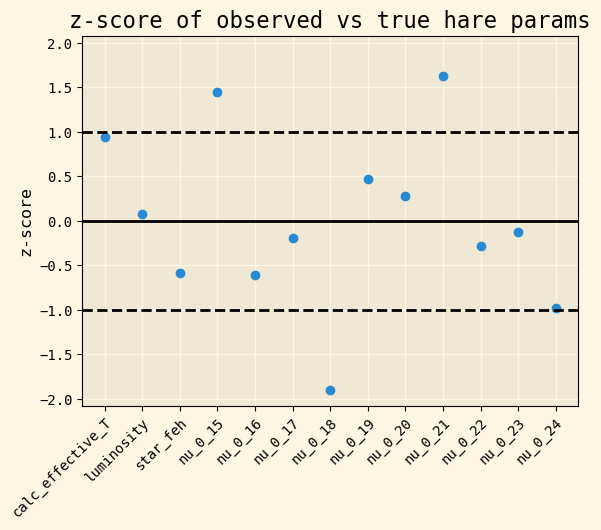 z-score of observed vs true hare params
z-score
2.0
1.5
1.0
0.5
0.0
−0.5
−1.0
−1.5
−2.0
calc_effective_T
luminosity
star_feh
nu_0_15
nu_0_16
nu_0_17
nu_0_18
nu_0_19
nu_0_20
nu_0_21
nu_0_22
nu_0_23
nu_0_24